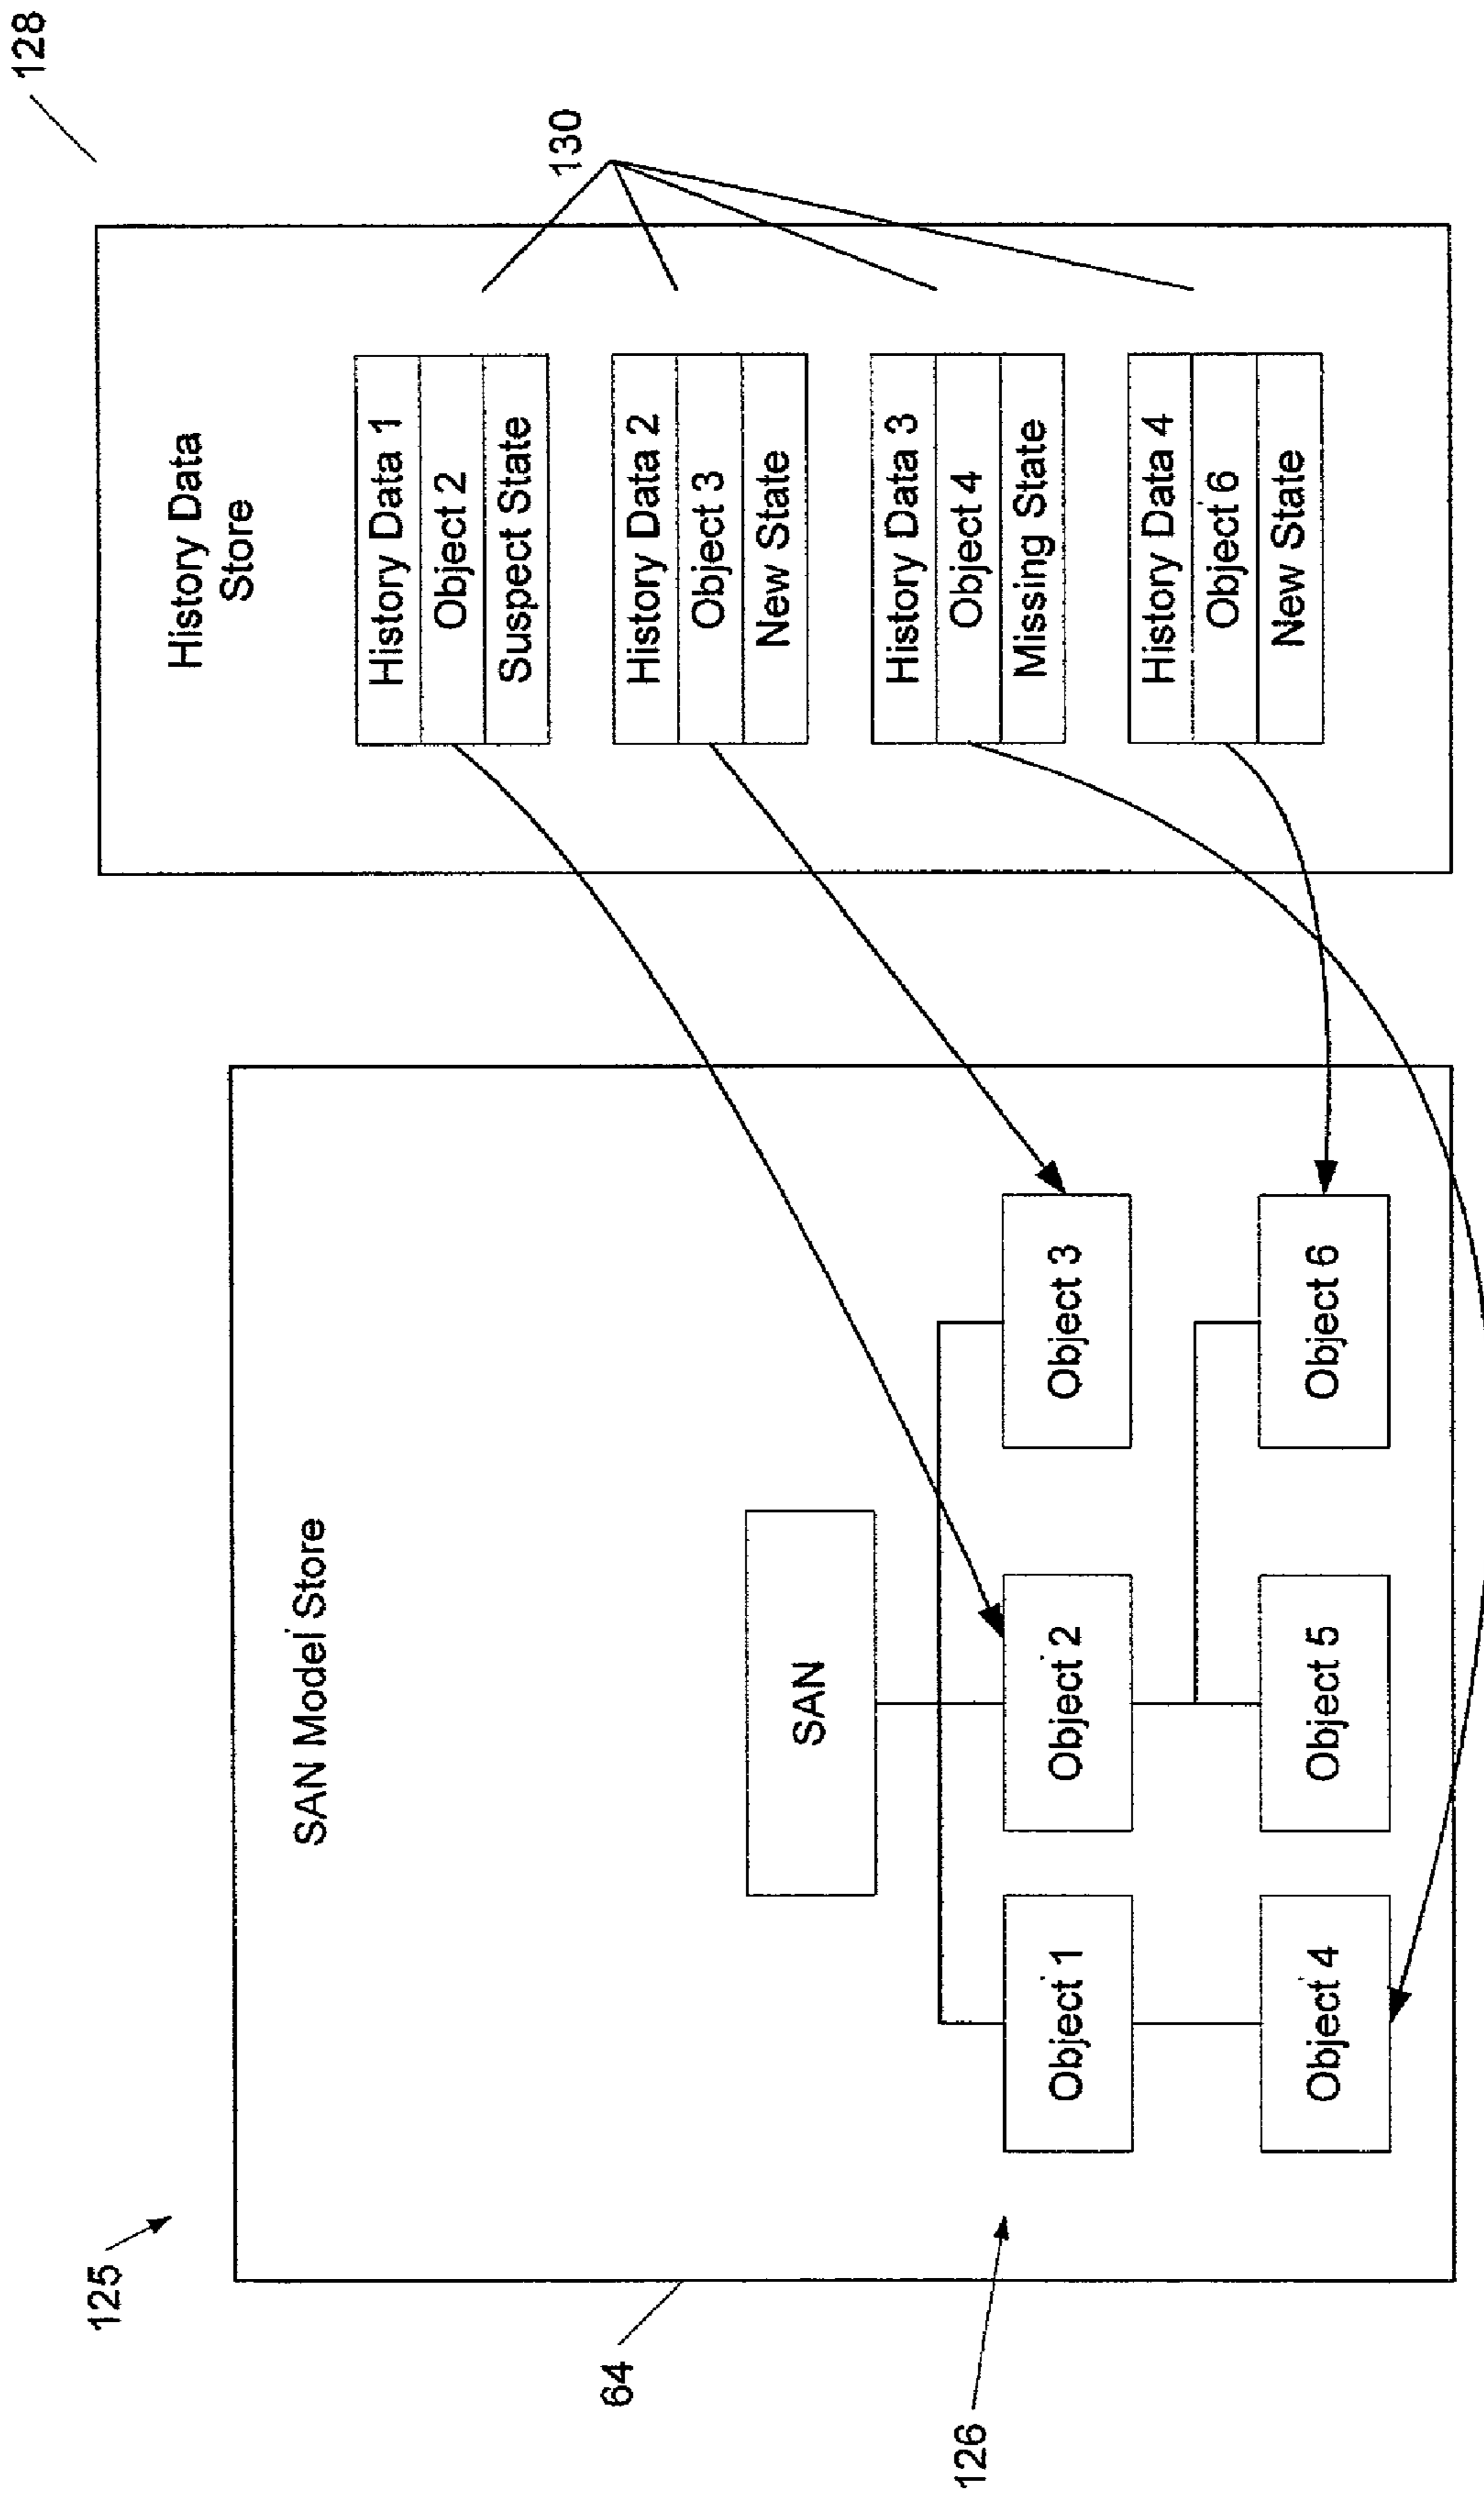 125
128
SAN Model Store
64
SAN
Object 1
Object 2
Object 3
Object 4
Object 5
Object 6
126
History Data
Store
130
History Data 1
Object 2
Suspect State
History Data 2
Object 3
New State
History Data 3
Object 4
Missing State
History Data 4
Object 6
New State